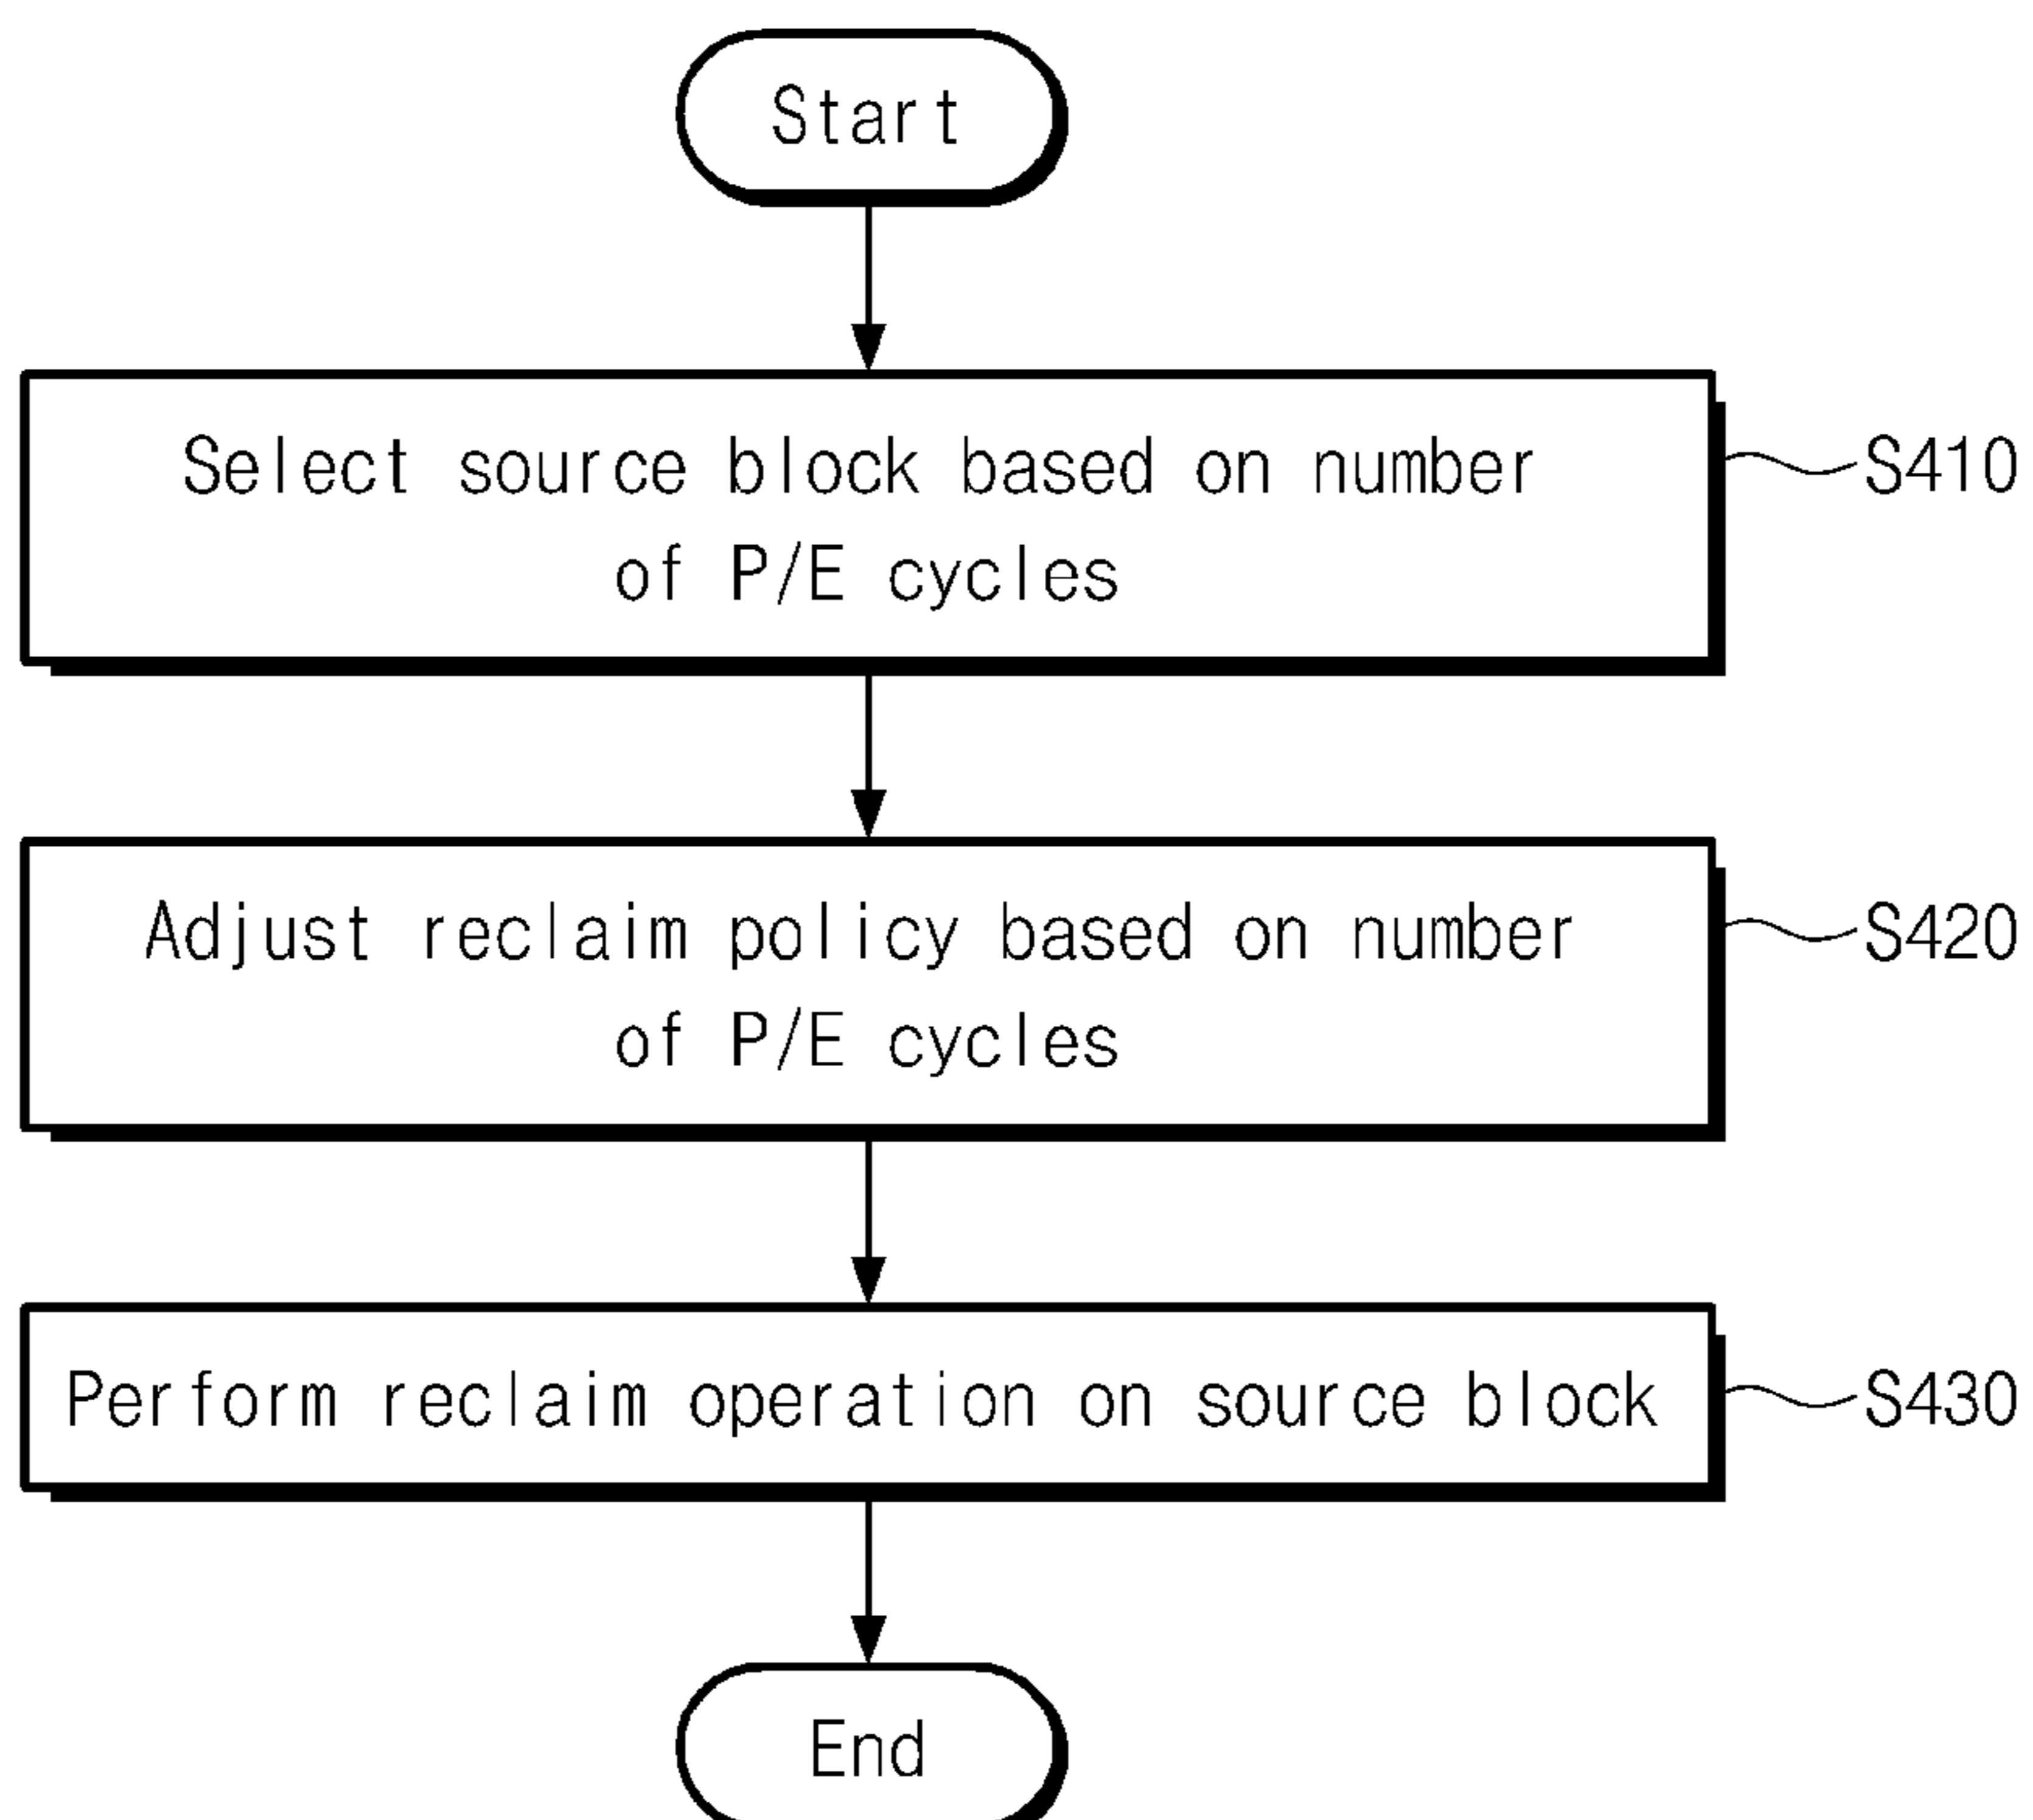 Start
Select source block based on number
of P/E cycles
S410
Adjust reclaim policy based on number
of P/E cycles
S420
Perform reclaim operation on source block
S430
End